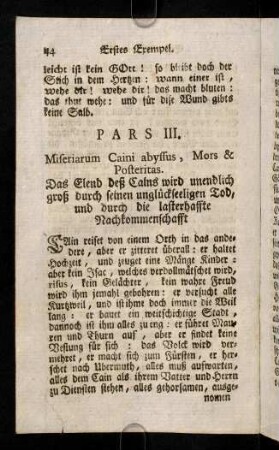 44 Erstes Exempel.
leicht ist kein GOtt! so bleibt doch der
Stich in dem Hertzen: wann einer ist,
wehe dir! wehe dir! das macht bluten:
das thut wehe: und für dise Wund gibts
keine Salb.
PARS III.
Miseriarum Caini abyssus, Mors &
Posteritas.
Das Elend deß Cains wird unendlich
groß durch seinen unglückseeligen Tod,
und durch die lasterhaffte
Nachkommenschafft
CAin reiset von einem Orth in das ande-
dere, aber er zitteret überall: er haltet
Hochzeit, und zeuget eine Mänge Kinder:
aber kein Isac, welches verdollmätschet wird,
risus, kein Gelächter, kein wahre Freud
wird ihm jemahl gebohren: er versucht alle
Kurtzweil, und ist ihm doch immer die Weil
lang: er bauet ein weitschichtige Stadt,
dannoch ist ihm alles zu eng: er führet Mau-
ren und Thurn auf, aber er findet keine
Vestung für sich: das Volck wird ver-
mehret, er macht sich zum Fürsten, er her-
schet nach Ubermuth, alles muß aufwarten,
alles dem Cain als ihrem Vatter und Herrn
zu Diensten stehen, alles gehorsamen, ausge-
nomen